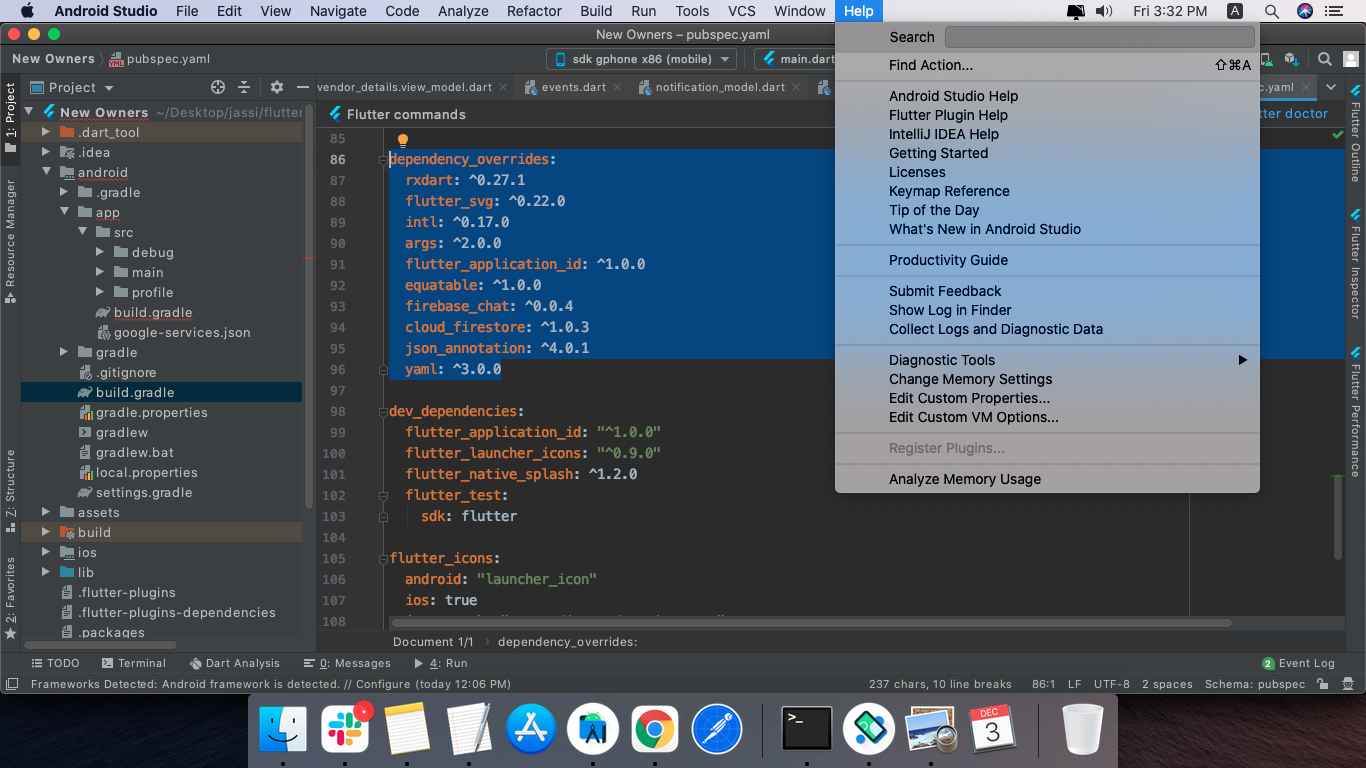 Android Studio File Edit View Navigate Code Analyze Refactor Build Run Tools VCS Window Help Fri 3:32 PM A
New Owners – pubspec.yaml
New Owners pubspec.yaml sdk gphone x86 (mobile) main.dart
Project vendor_details.view_model.dart events.dart notification_model.dart c.yaml
Flutter commands tter doctor
1: Project
Resource Manager
Z: Structure
2: Favorites
New Owners ~/Desktop/jassi/flutter
.dart_tool
.idea
android
.gradle
app
src
debug
main
profile
build.gradle
google-services.json
gradle
.gitignore
build.gradle
gradle.properties
gradlew
gradlew.bat
local.properties
settings.gradle
assets
build
ios
lib
.flutter-plugins
.flutter-plugins-dependencies
.packages
85
86 dependency_overrides:
87 rxdart: ^0.27.1
88 flutter_svg: ^0.22.0
89 intl: ^0.17.0
90 args: ^2.0.0
91 flutter_application_id: ^1.0.0
92 equatable: ^1.0.0
93 firebase_chat: ^0.0.4
94 cloud_firestore: ^1.0.3
95 json_annotation: ^4.0.1
96 yaml: ^3.0.0
97
98 dev_dependencies:
99 flutter_application_id: "^1.0.0"
100 flutter_launcher_icons: "^0.9.0"
101 flutter_native_splash: ^1.2.0
102 flutter_test:
103 sdk: flutter
104
105 flutter_icons:
106 android: "launcher_icon"
107 ios: true
108
Document 1/1 › dependency_overrides:
Search
Find Action... ⇧⌘A
Android Studio Help
Flutter Plugin Help
IntelliJ IDEA Help
Getting Started
Licenses
Keymap Reference
Tip of the Day
What's New in Android Studio
Productivity Guide
Submit Feedback
Show Log in Finder
Collect Logs and Diagnostic Data
Diagnostic Tools
Change Memory Settings
Edit Custom Properties...
Edit Custom VM Options...
Register Plugins...
Analyze Memory Usage
Flutter Outline
Flutter Inspector
Flutter Performance
TODO Terminal Dart Analysis 0: Messages 4: Run 2 Event Log
Frameworks Detected: Android framework is detected. // Configure (today 12:06 PM) 237 chars, 10 line breaks 86:1 LF UTF-8 2 spaces Schema: pubspec
DEC
3